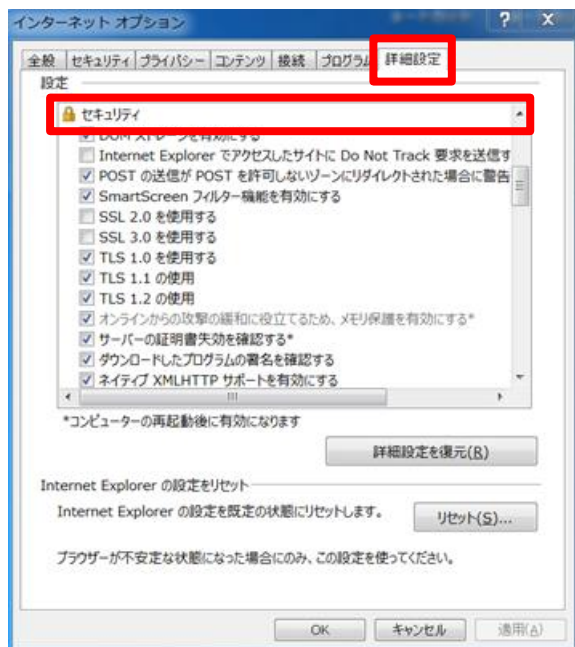 インターネット オプション
全般 セキュリティ プライバシー コンテンツ 接続 プログラム 詳細設定
設定
セキュリティ
DOM ストレージを有効にする
Internet Explorer でアクセスしたサイトに Do Not Track 要求を送信す
POST の送信が POST を許可しないゾーンにリダイレクトされた場合に警告
SmartScreen フィルター機能を有効にする
SSL 2.0 を使用する
SSL 3.0 を使用する
TLS 1.0 を使用する
TLS 1.1 の使用
TLS 1.2 の使用
オンラインからの攻撃の緩和に役立てるため、メモリ保護を有効にする*
サーバーの証明書失効を確認する*
ダウンロードしたプログラムの署名を確認する
ネイティブ XMLHTTP サポートを有効にする
*コンピューターの再起動後に有効になります
詳細設定を復元(R)
Internet Explorer の設定をリセット
Internet Explorer の設定を既定の状態にリセットします。
リセット(S)...
ブラウザーが不安定な状態になった場合にのみ、この設定を使ってください。
OK キャンセル 適用(A)